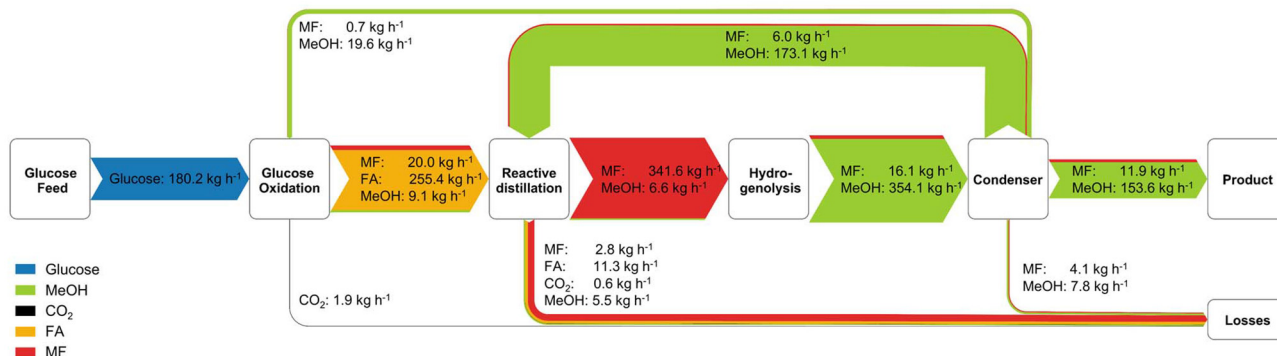 MF: 0.7 kg h⁻¹
MeOH: 19.6 kg h⁻¹
MF: 6.0 kg h⁻¹
MeOH: 173.1 kg h⁻¹
Glucose
Feed
Glucose: 180.2 kg h⁻¹
Glucose
Oxidation
MF: 20.0 kg h⁻¹
FA: 255.4 kg h⁻¹
MeOH: 9.1 kg h⁻¹
Reactive
distillation
MF: 341.6 kg h⁻¹
MeOH: 6.6 kg h⁻¹
Hydro-
genolysis
MF: 16.1 kg h⁻¹
MeOH: 354.1 kg h⁻¹
Condenser
MF: 11.9 kg h⁻¹
MeOH: 153.6 kg h⁻¹
Product
MF: 2.8 kg h⁻¹
FA: 11.3 kg h⁻¹
CO₂: 0.6 kg h⁻¹
MeOH: 5.5 kg h⁻¹
MF: 4.1 kg h⁻¹
MeOH: 7.8 kg h⁻¹
CO₂: 1.9 kg h⁻¹
Losses
Glucose
MeOH
CO₂
FA
MF